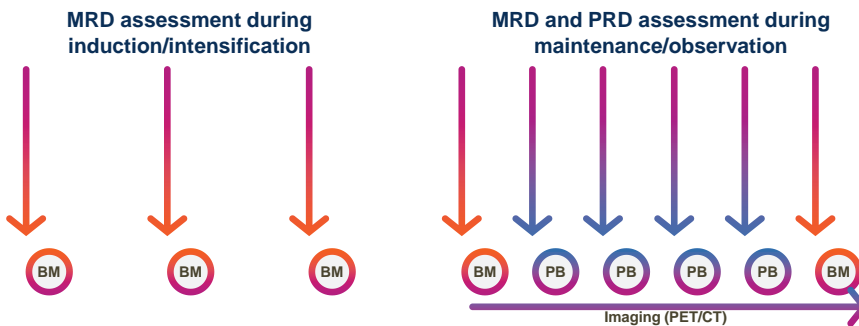 MRD assessment during
induction/intensification
MRD and PRD assessment during
maintenance/observation
BM BM BM BM PB PB PB PB BM
Imaging (PET/CT)